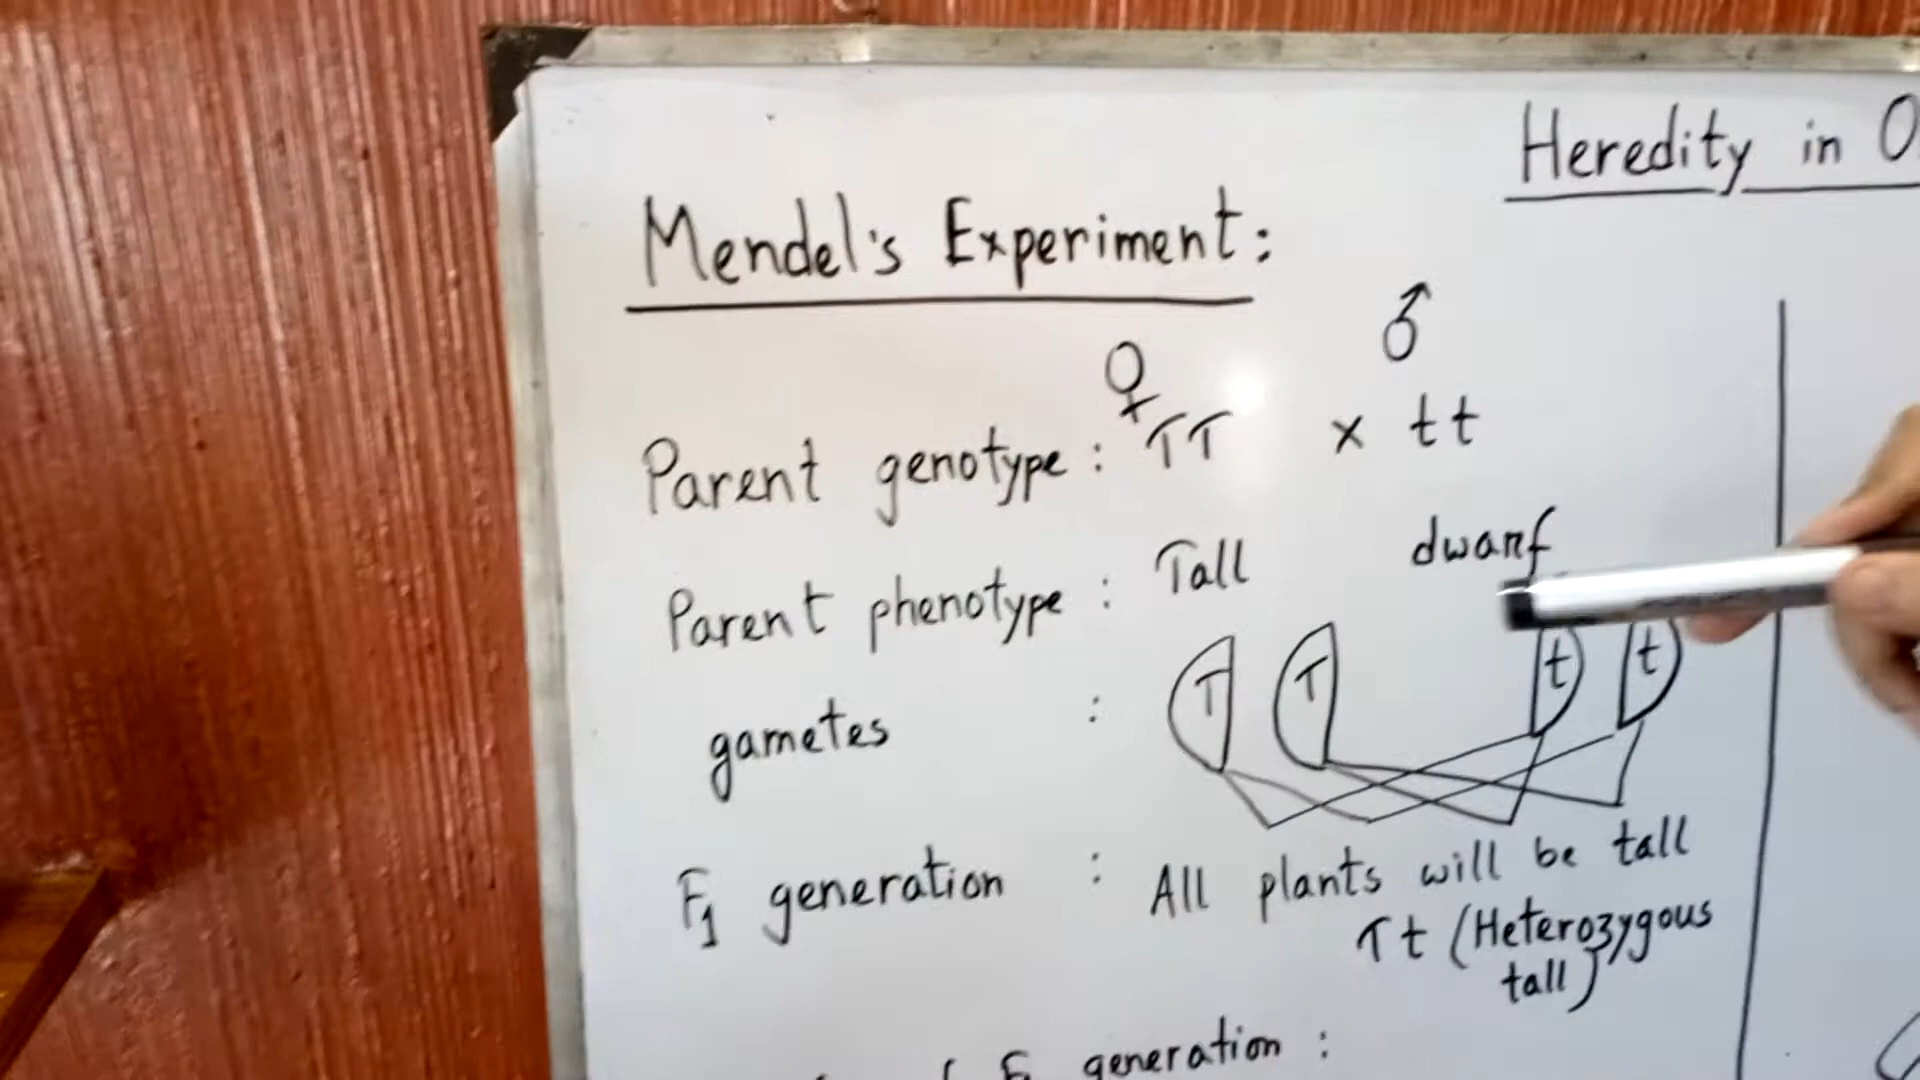 Heredity in
Mendel's Experiment:
♀ ♂
Parent genotype : TT x tt
Parent phenotype : Tall dwarf
gametes : T T t t
F1 generation : All plants will be tall
Tt (Heterozygous
tall)
generation :